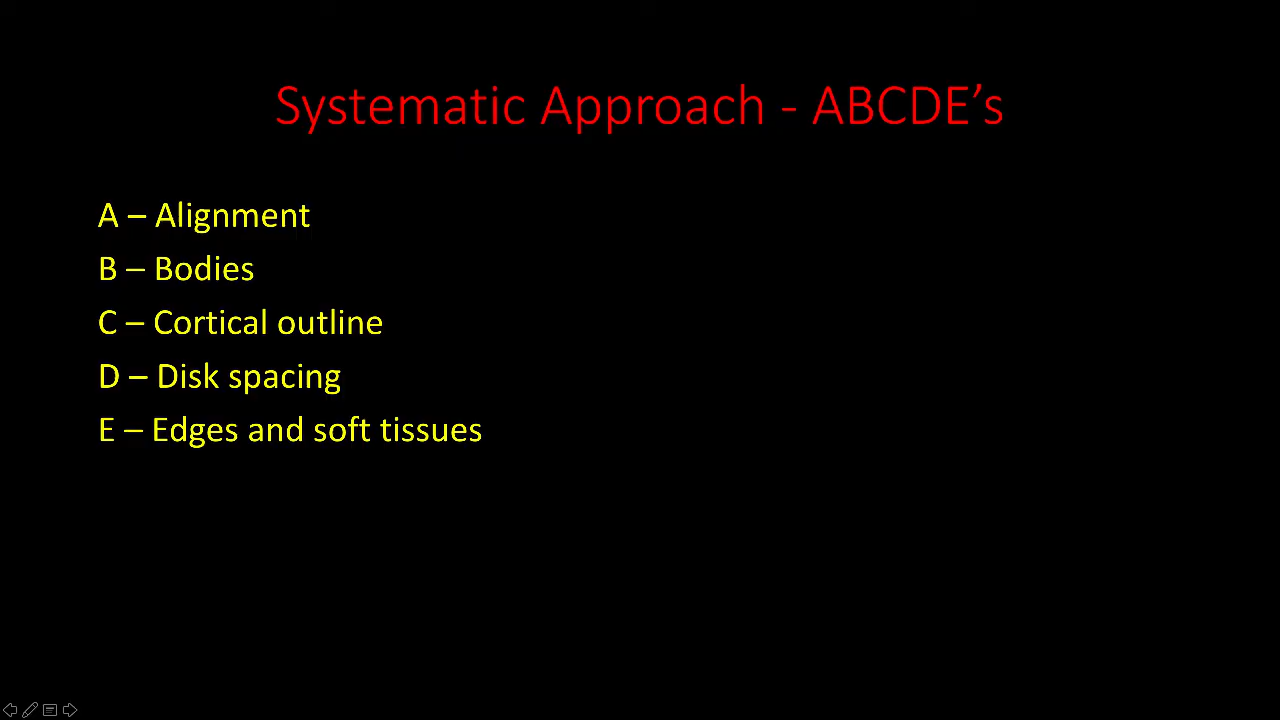 Systematic Approach - ABCDE’s
A – Alignment
B – Bodies
C – Cortical outline
D – Disk spacing
E – Edges and soft tissues